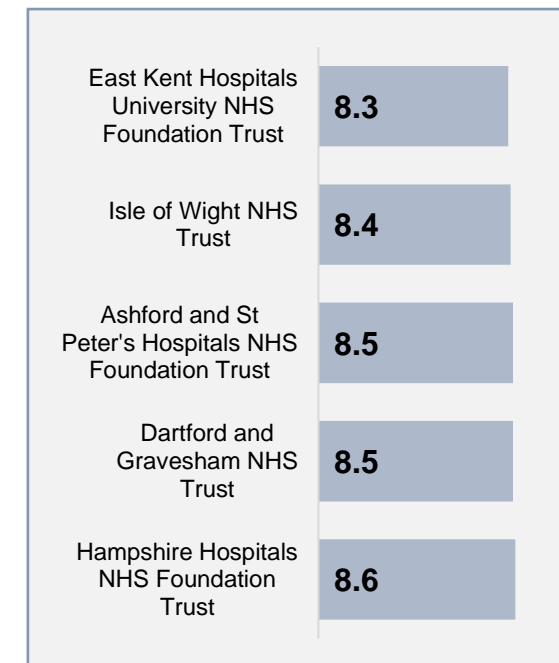 East Kent Hospitals
University NHS
Foundation Trust
8.3
Isle of Wight NHS
Trust
8.4
Ashford and St
Peter's Hospitals NHS
Foundation Trust
8.5
Dartford and
Gravesham NHS
Trust
8.5
Hampshire Hospitals
NHS Foundation
Trust
8.6